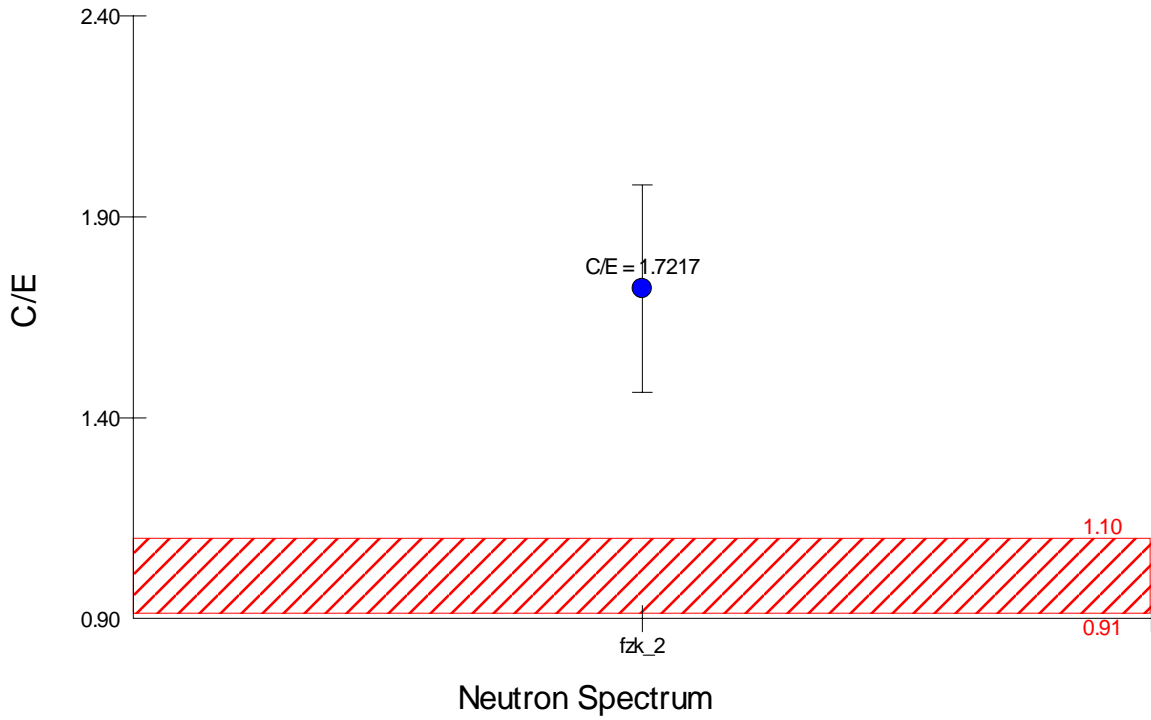 2.40
1.90
C/E = 1.7217
C/E
1.40
1.10
0.90
0.91
fzk_2
Neutron Spectrum